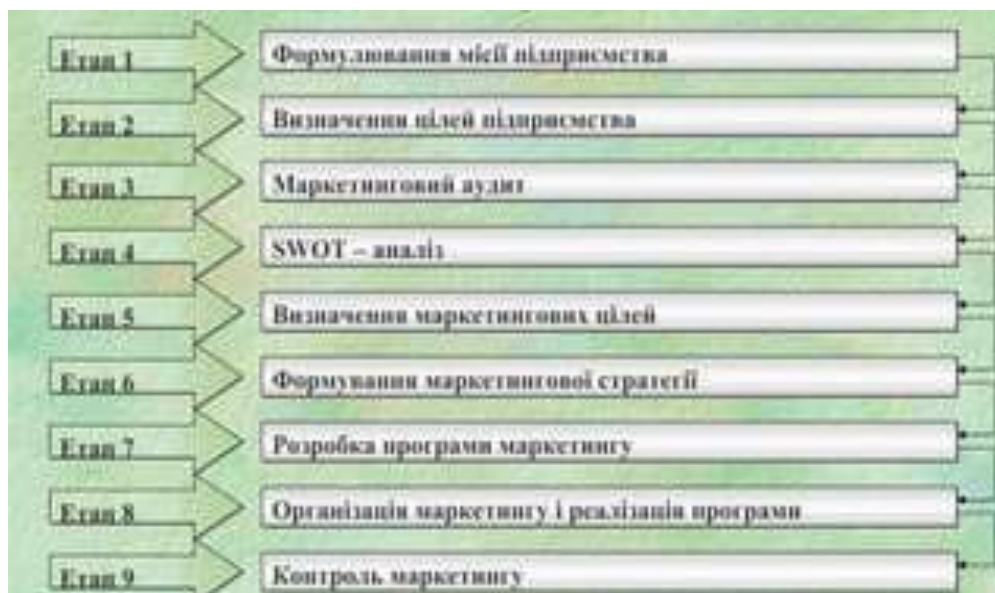 Етап 1 Формулювання місії підприємства
Етап 2 Визначення цілей підприємства
Етап 3 Маркетинговий аудит
Етап 4 SWOT – аналіз
Етап 5 Визначення маркетингових цілей
Етап 6 Формування маркетингової стратегії
Етап 7 Розробка програми маркетингу
Етап 8 Організація маркетингу і реалізація програми
Етап 9 Контроль маркетингу